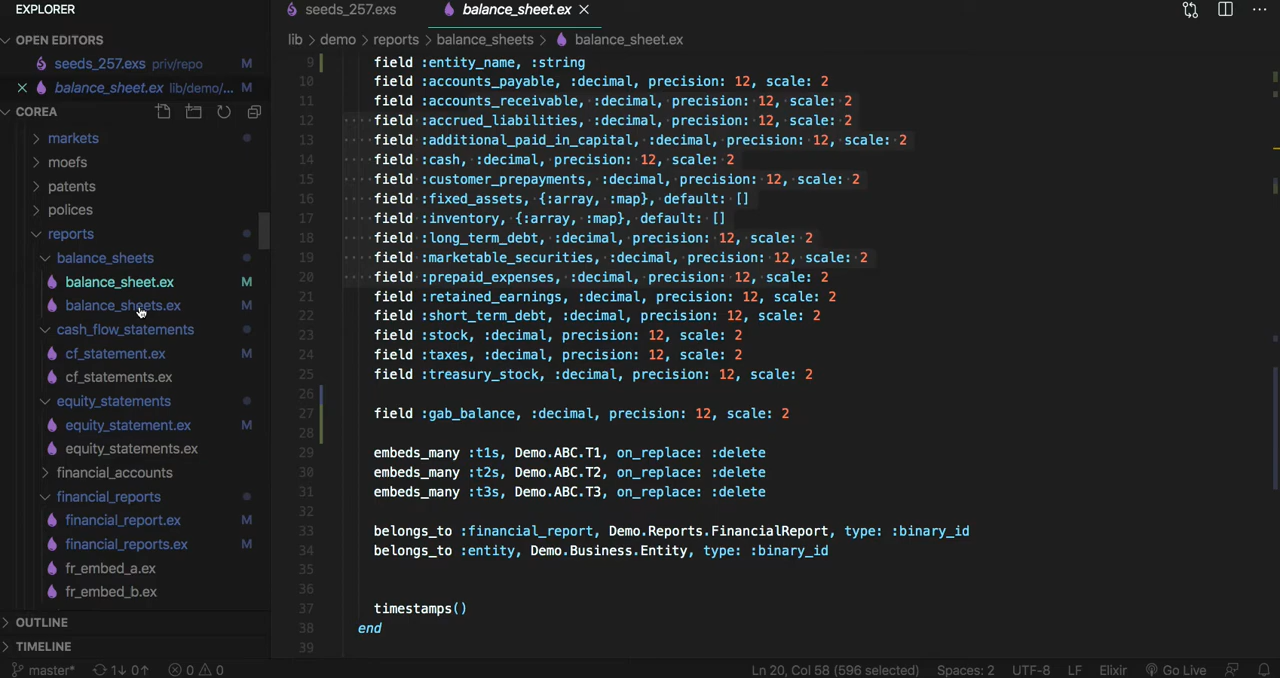 EXPLORER
seeds_257.exs balance_sheet.ex
OPEN EDITORS
lib > demo > reports > balance_sheets > balance_sheet.ex
seeds_257.exs priv/repo M
balance_sheet.ex lib/demo/... M
COREA
markets
moefs
patents
polices
reports
balance_sheets
balance_sheet.ex M
balance_sheets.ex M
cash_flow_statements
cf_statement.ex M
cf_statements.ex
equity_statements
equity_statement.ex M
equity_statements.ex
financial_accounts
financial_reports
financial_report.ex M
financial_reports.ex M
fr_embed_a.ex
fr_embed_b.ex
OUTLINE
TIMELINE
9 field :entity_name, :string
10 field :accounts_payable, :decimal, precision: 12, scale: 2
11 field :accounts_receivable, :decimal, precision: 12, scale: 2
12 field :accrued_liabilities, :decimal, precision: 12, scale: 2
13 field :additional_paid_in_capital, :decimal, precision: 12, scale: 2
14 field :cash, :decimal, precision: 12, scale: 2
15 field :customer_prepayments, :decimal, precision: 12, scale: 2
16 field :fixed_assets, {:array, :map}, default: []
17 field :inventory, {:array, :map}, default: []
18 field :long_term_debt, :decimal, precision: 12, scale: 2
19 field :marketable_securities, :decimal, precision: 12, scale: 2
20 field :prepaid_expenses, :decimal, precision: 12, scale: 2
21 field :retained_earnings, :decimal, precision: 12, scale: 2
22 field :short_term_debt, :decimal, precision: 12, scale: 2
23 field :stock, :decimal, precision: 12, scale: 2
24 field :taxes, :decimal, precision: 12, scale: 2
25 field :treasury_stock, :decimal, precision: 12, scale: 2
26
27 field :gab_balance, :decimal, precision: 12, scale: 2
28
29 embeds_many :t1s, Demo.ABC.T1, on_replace: :delete
30 embeds_many :t2s, Demo.ABC.T2, on_replace: :delete
31 embeds_many :t3s, Demo.ABC.T3, on_replace: :delete
32
33 belongs_to :financial_report, Demo.Reports.FinancialReport, type: :binary_id
34 belongs_to :entity, Demo.Business.Entity, type: :binary_id
35
36
37 timestamps()
38 end
39
master* 1↓ 0↑ 0 0 Ln 20, Col 58 (596 selected) Spaces: 2 UTF-8 LF Elixir Go Live